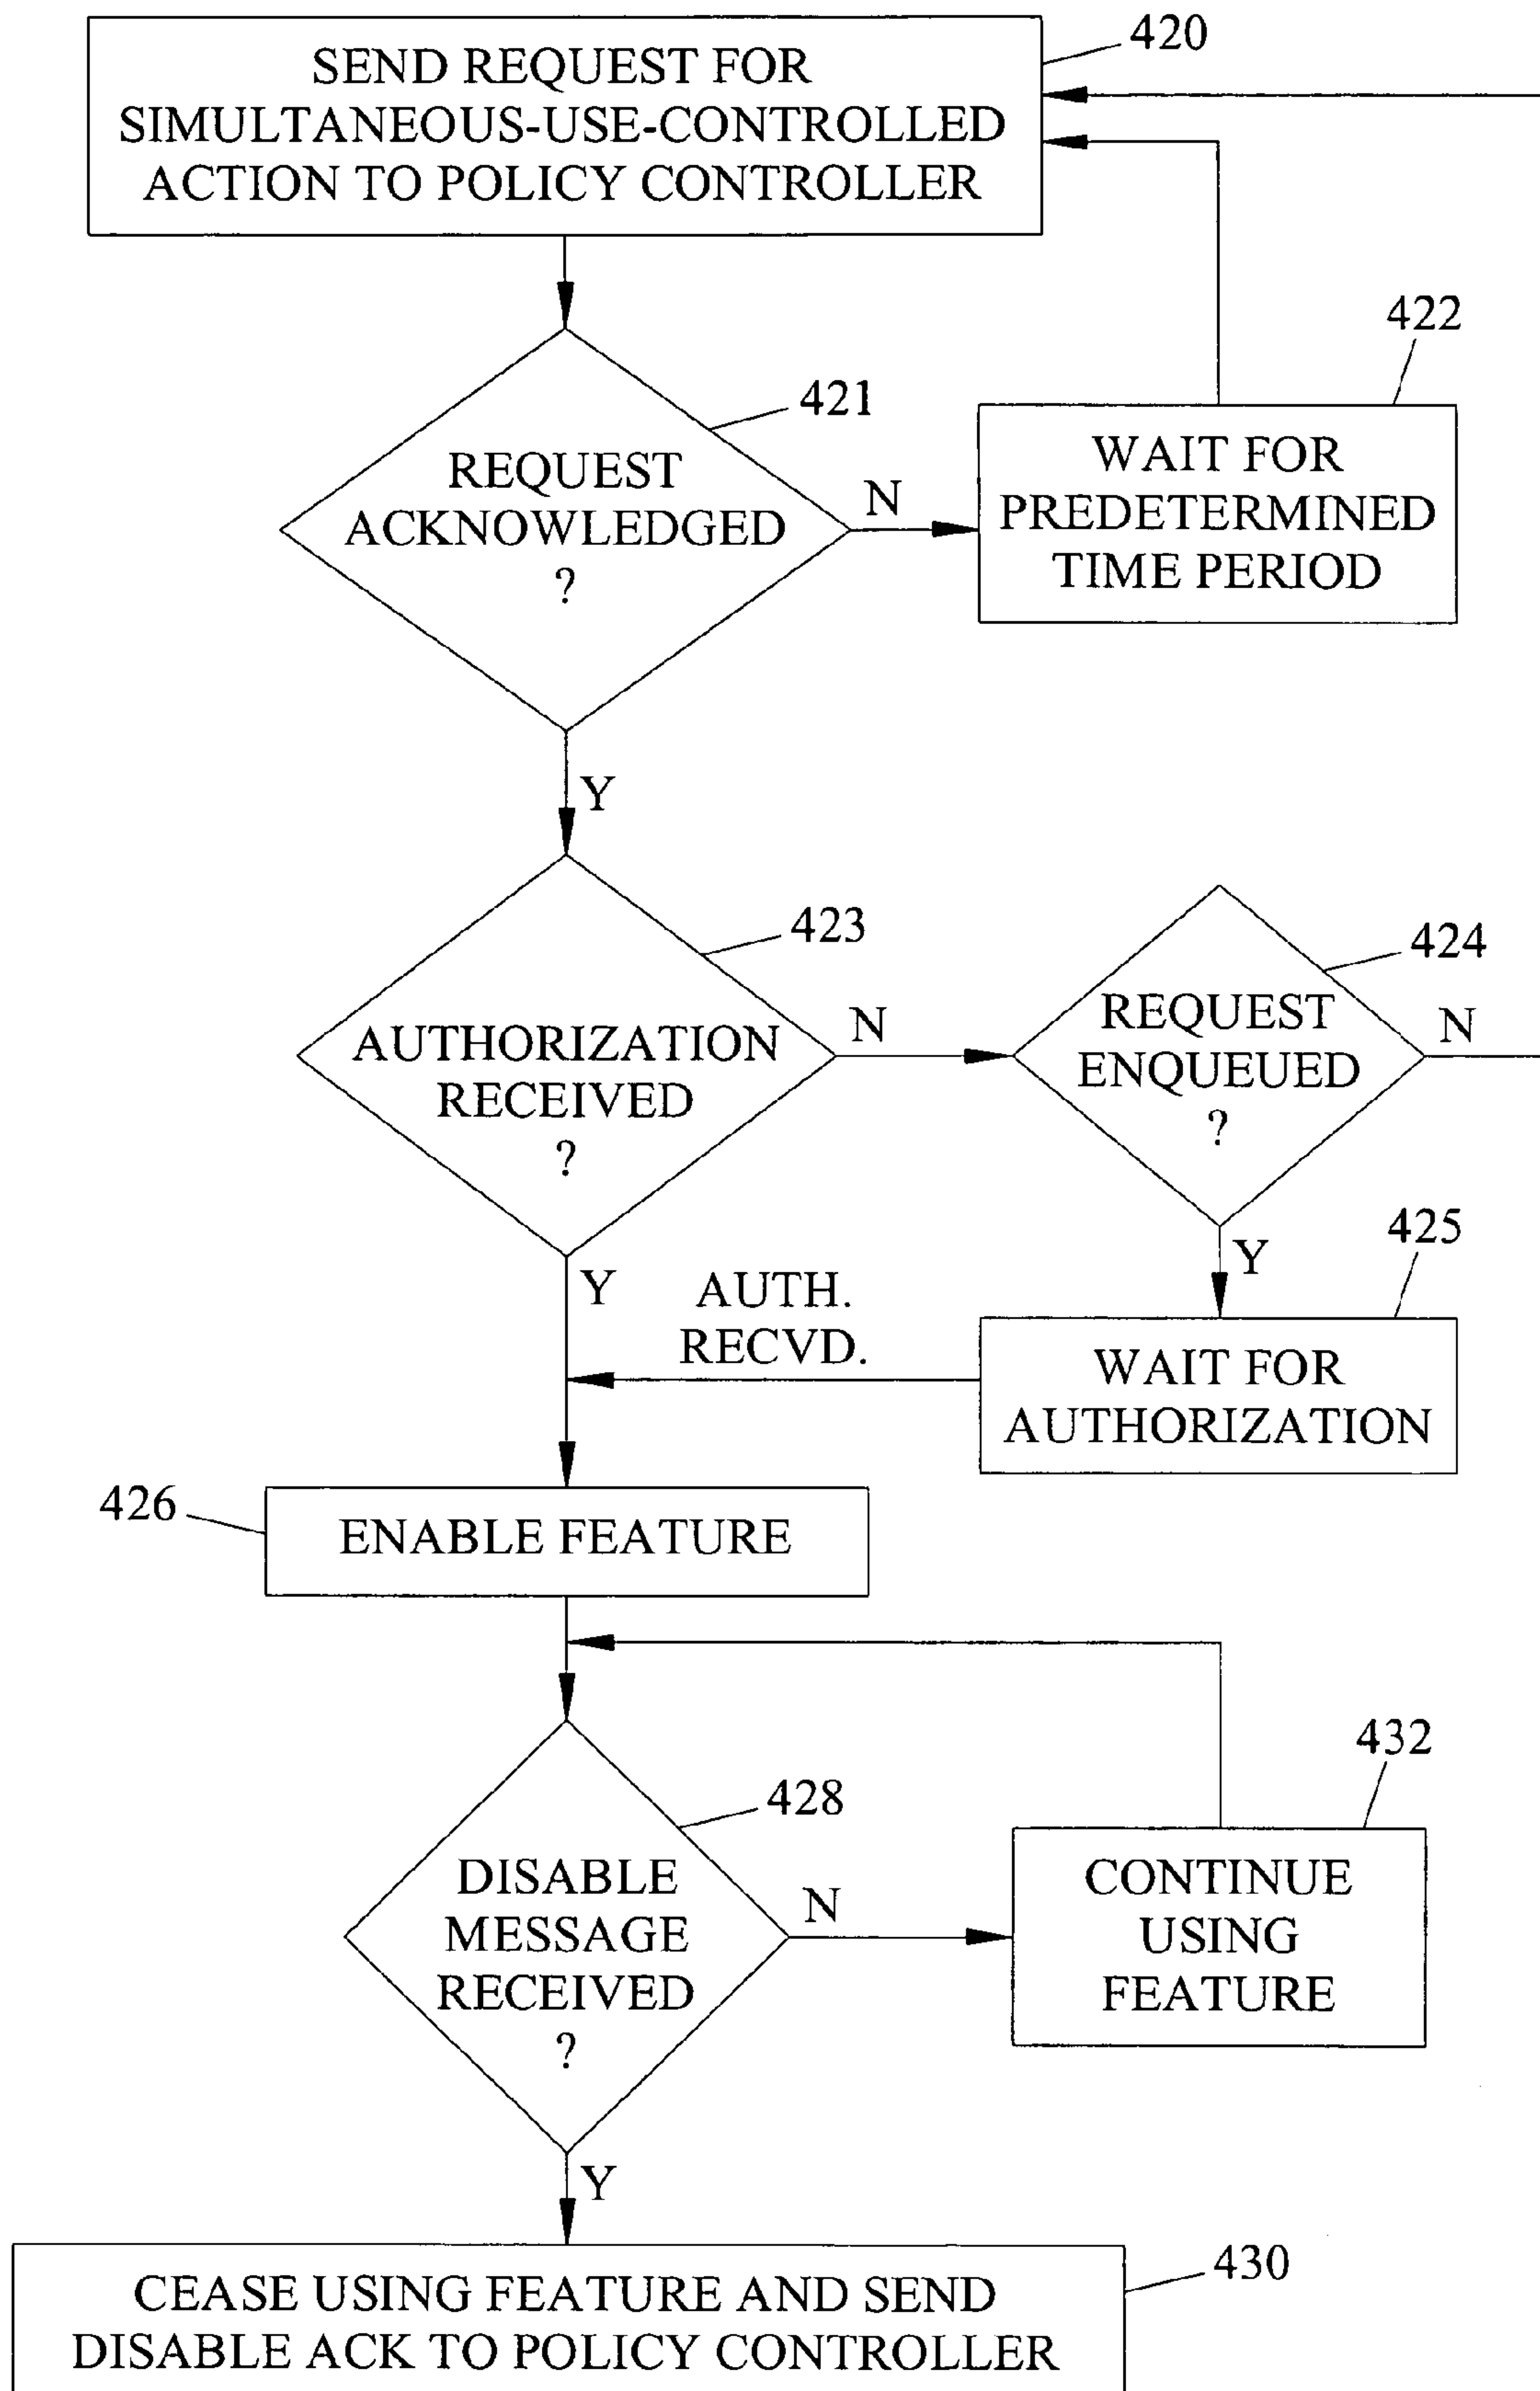 420
SEND REQUEST FOR
SIMULTANEOUS-USE-CONTROLLED
ACTION TO POLICY CONTROLLER
422
421
REQUEST
ACKNOWLEDGED
?
N
WAIT FOR
PREDETERMINED
TIME PERIOD
Y
423
424
AUTHORIZATION
RECEIVED
?
N
REQUEST
ENQUEUED
?
N
Y
425
Y
AUTH.
RECVD.
WAIT FOR
AUTHORIZATION
426
ENABLE FEATURE
432
428
DISABLE
MESSAGE
RECEIVED
?
N
CONTINUE
USING
FEATURE
Y
430
CEASE USING FEATURE AND SEND
DISABLE ACK TO POLICY CONTROLLER